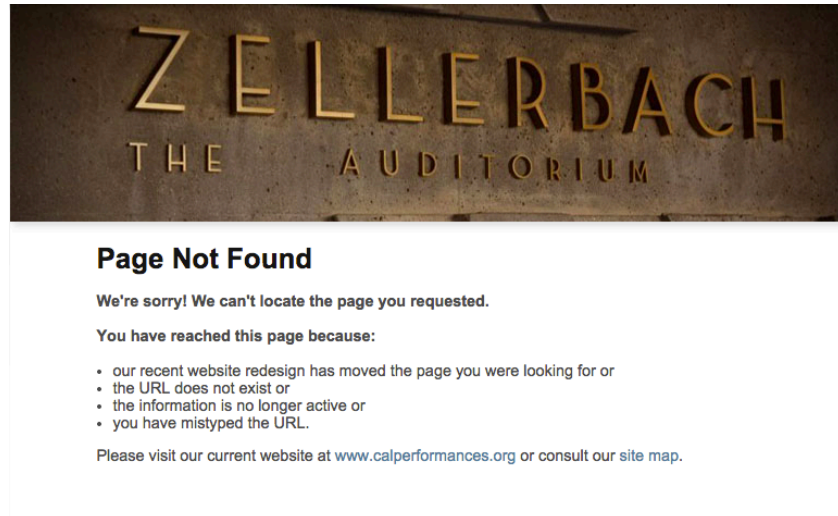 ZELLERBACH
THE AUDITORIUM
Page Not Found
We're sorry! We can't locate the page you requested.
You have reached this page because:
• our recent website redesign has moved the page you were looking for or
• the URL does not exist or
• the information is no longer active or
• you have mistyped the URL.
Please visit our current website at www.calperformances.org or consult our site map.